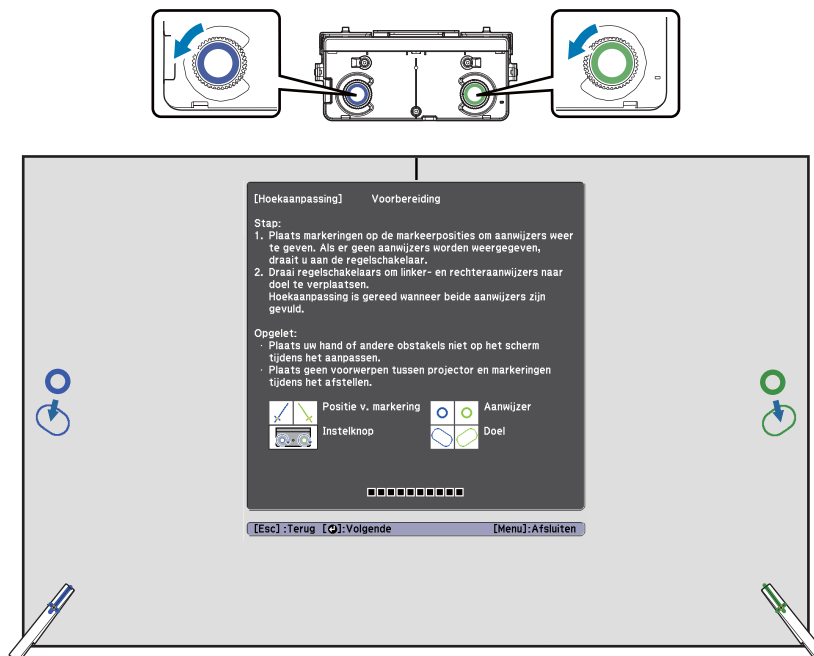 [Hoekaanpassing] Voorbereiding
Stap:
1. Plaats markeringen op de markeerposities om aanwijzers weer
te geven. Als er geen aanwijzers worden weergegeven,
draait u aan de regelschakelaar.
2. Draai regelschakelaars om linker- en rechteraanwijzers naar
doel te verplaatsen.
Hoekaanpassing is gereed wanneer beide aanwijzers zijn
gevuld.
Opgelet:
· Plaats uw hand of andere obstakels niet op het scherm
tijdens het aanpassen.
· Plaats geen voorwerpen tussen projector en markeringen
tijdens het afstellen.
Positie v. markering
Aanwijzer
Instelknop
Doel
[Esc] :Terug [⏎]:Volgende [Menu]:Afsluiten